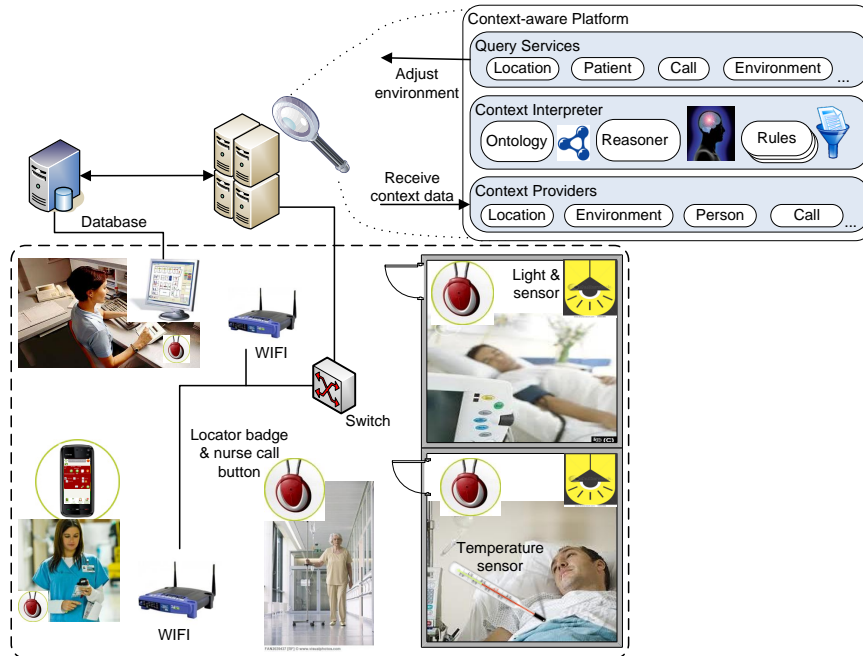 Context-aware Platform
Query Services
Location
Patient
Call
Environment
...
Adjust
environment
Context Interpreter
Ontology
Reasoner
Rules
Receive
context data
Context Providers
Location
Environment
Person
Call
...
Database
Light &
sensor
WIFI
Switch
Locator badge
& nurse call
button
Temperature
sensor
WIFI